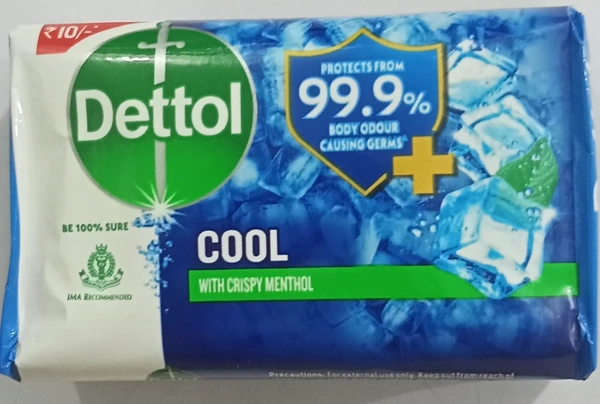 ₹10/-
Dettol
BE 100% SURE
IMA RECOMMENDED
PROTECTS FROM
99.9%
BODY ODOUR
CAUSING GERMS
COOL
WITH CRISPY MENTHOL
Precautions: For external use only. Keep out from reach of